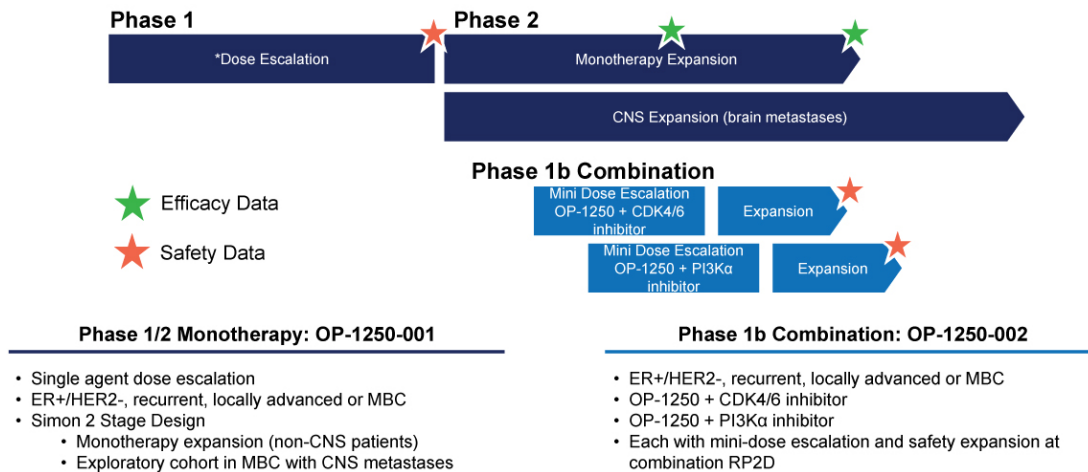 Phase 1
Phase 2
*Dose Escalation
Monotherapy Expansion
CNS Expansion (brain metastases)
Phase 1b Combination
Efficacy Data
Safety Data
Mini Dose Escalation
OP-1250 + CDK4/6
inhibitor
Expansion
Mini Dose Escalation
OP-1250 + PI3Kα
inhibitor
Expansion
Phase 1/2 Monotherapy: OP-1250-001
• Single agent dose escalation
• ER+/HER2-, recurrent, locally advanced or MBC
• Simon 2 Stage Design
• Monotherapy expansion (non-CNS patients)
• Exploratory cohort in MBC with CNS metastases
Phase 1b Combination: OP-1250-002
• ER+/HER2-, recurrent, locally advanced or MBC
• OP-1250 + CDK4/6 inhibitor
• OP-1250 + PI3Kα inhibitor
• Each with mini-dose escalation and safety expansion at
combination RP2D